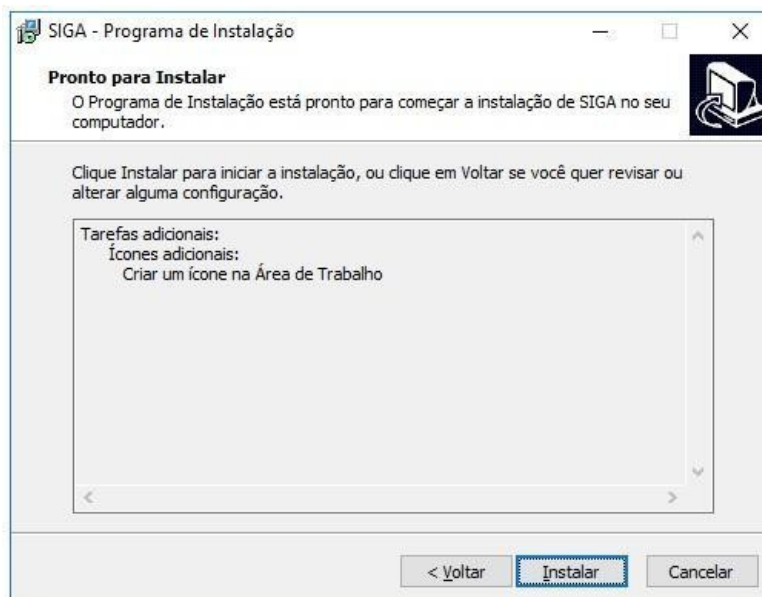 SIGA - Programa de Instalação
Pronto para Instalar
O Programa de Instalação está pronto para começar a instalação de SIGA no seu
computador.
Clique Instalar para iniciar a instalação, ou clique em Voltar se você quer revisar ou
alterar alguma configuração.
Tarefas adicionais:
Ícones adicionais:
Criar um ícone na Área de Trabalho
< Voltar
Instalar
Cancelar